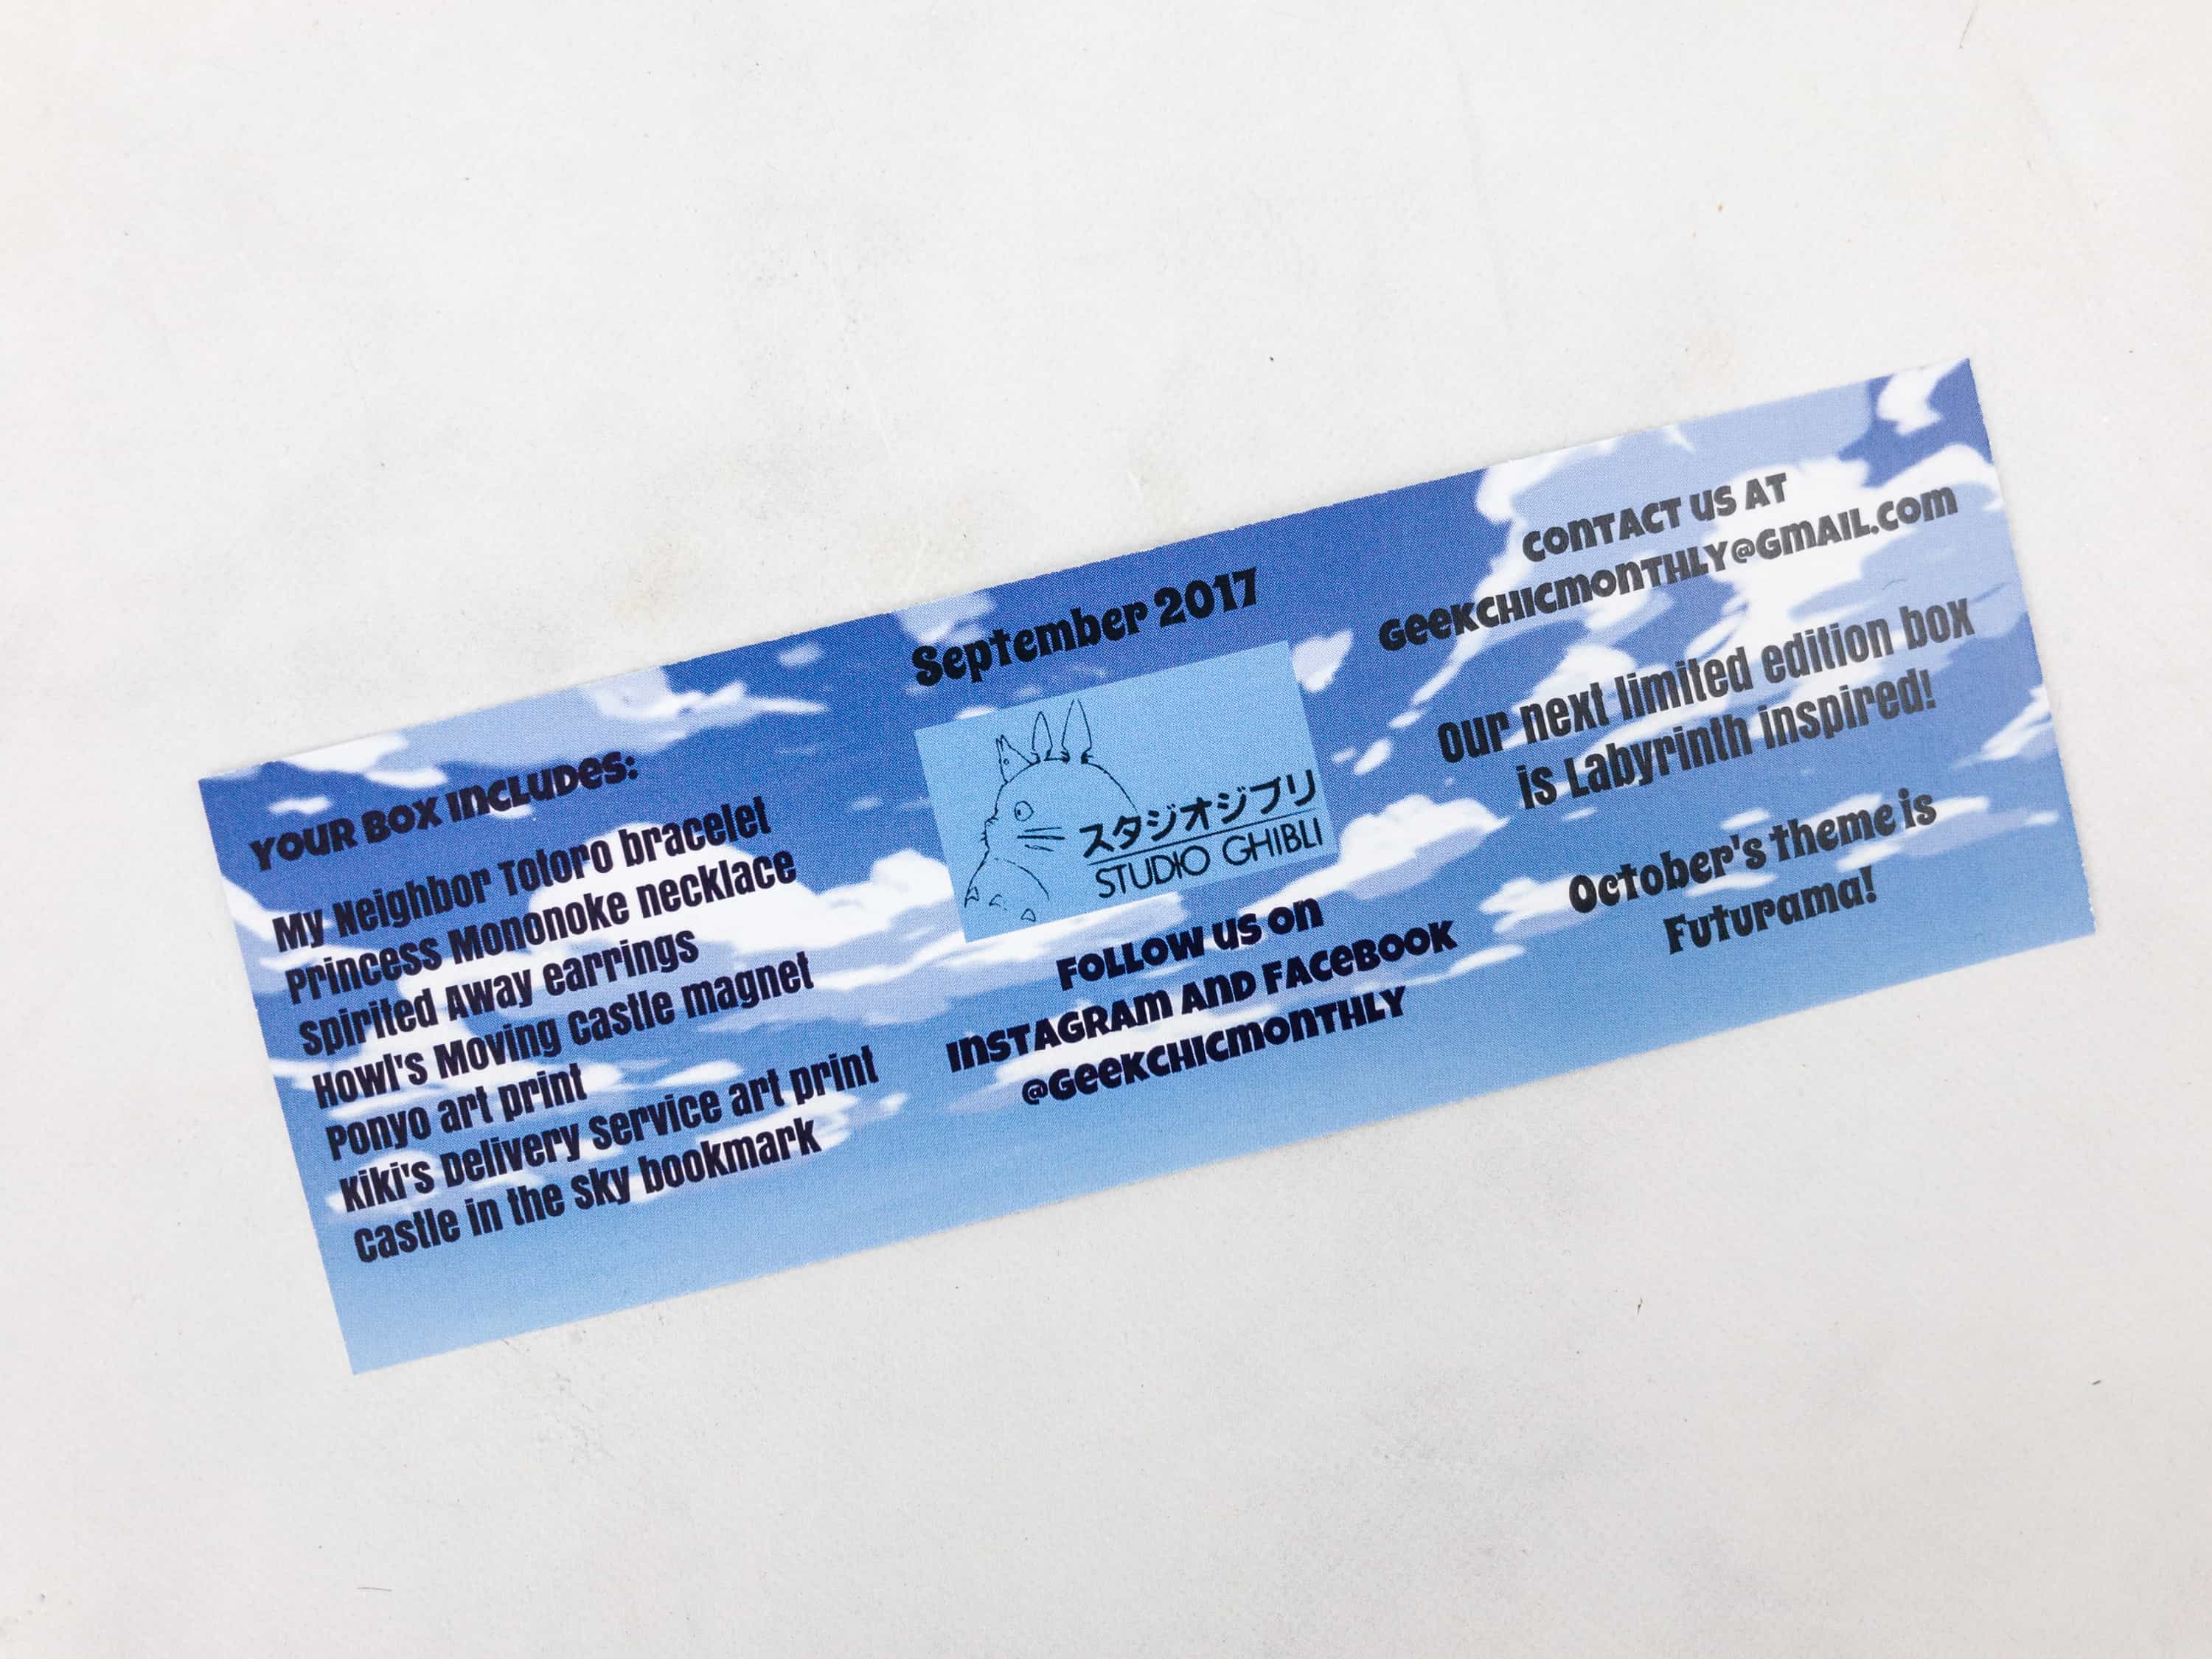 YOUR BOX INCLUDES:
My Neighbor Totoro bracelet
Princess Mononoke necklace
Spirited Away earrings
Howl's Moving Castle magnet
Ponyo art print
Kiki's Delivery Service art print
Castle in the Sky bookmark
September 2017
スタジオジブリ
STUDIO GHIBLI
FOLLOW US ON
INSTAGRAM AND FACEBOOK
@GEEKCHICMONTHLY
CONTACT US AT
GEEKCHICMONTHLY@GMAIL.COM
Our next limited edition box
is Labyrinth inspired!
October's theme is
Futurama!